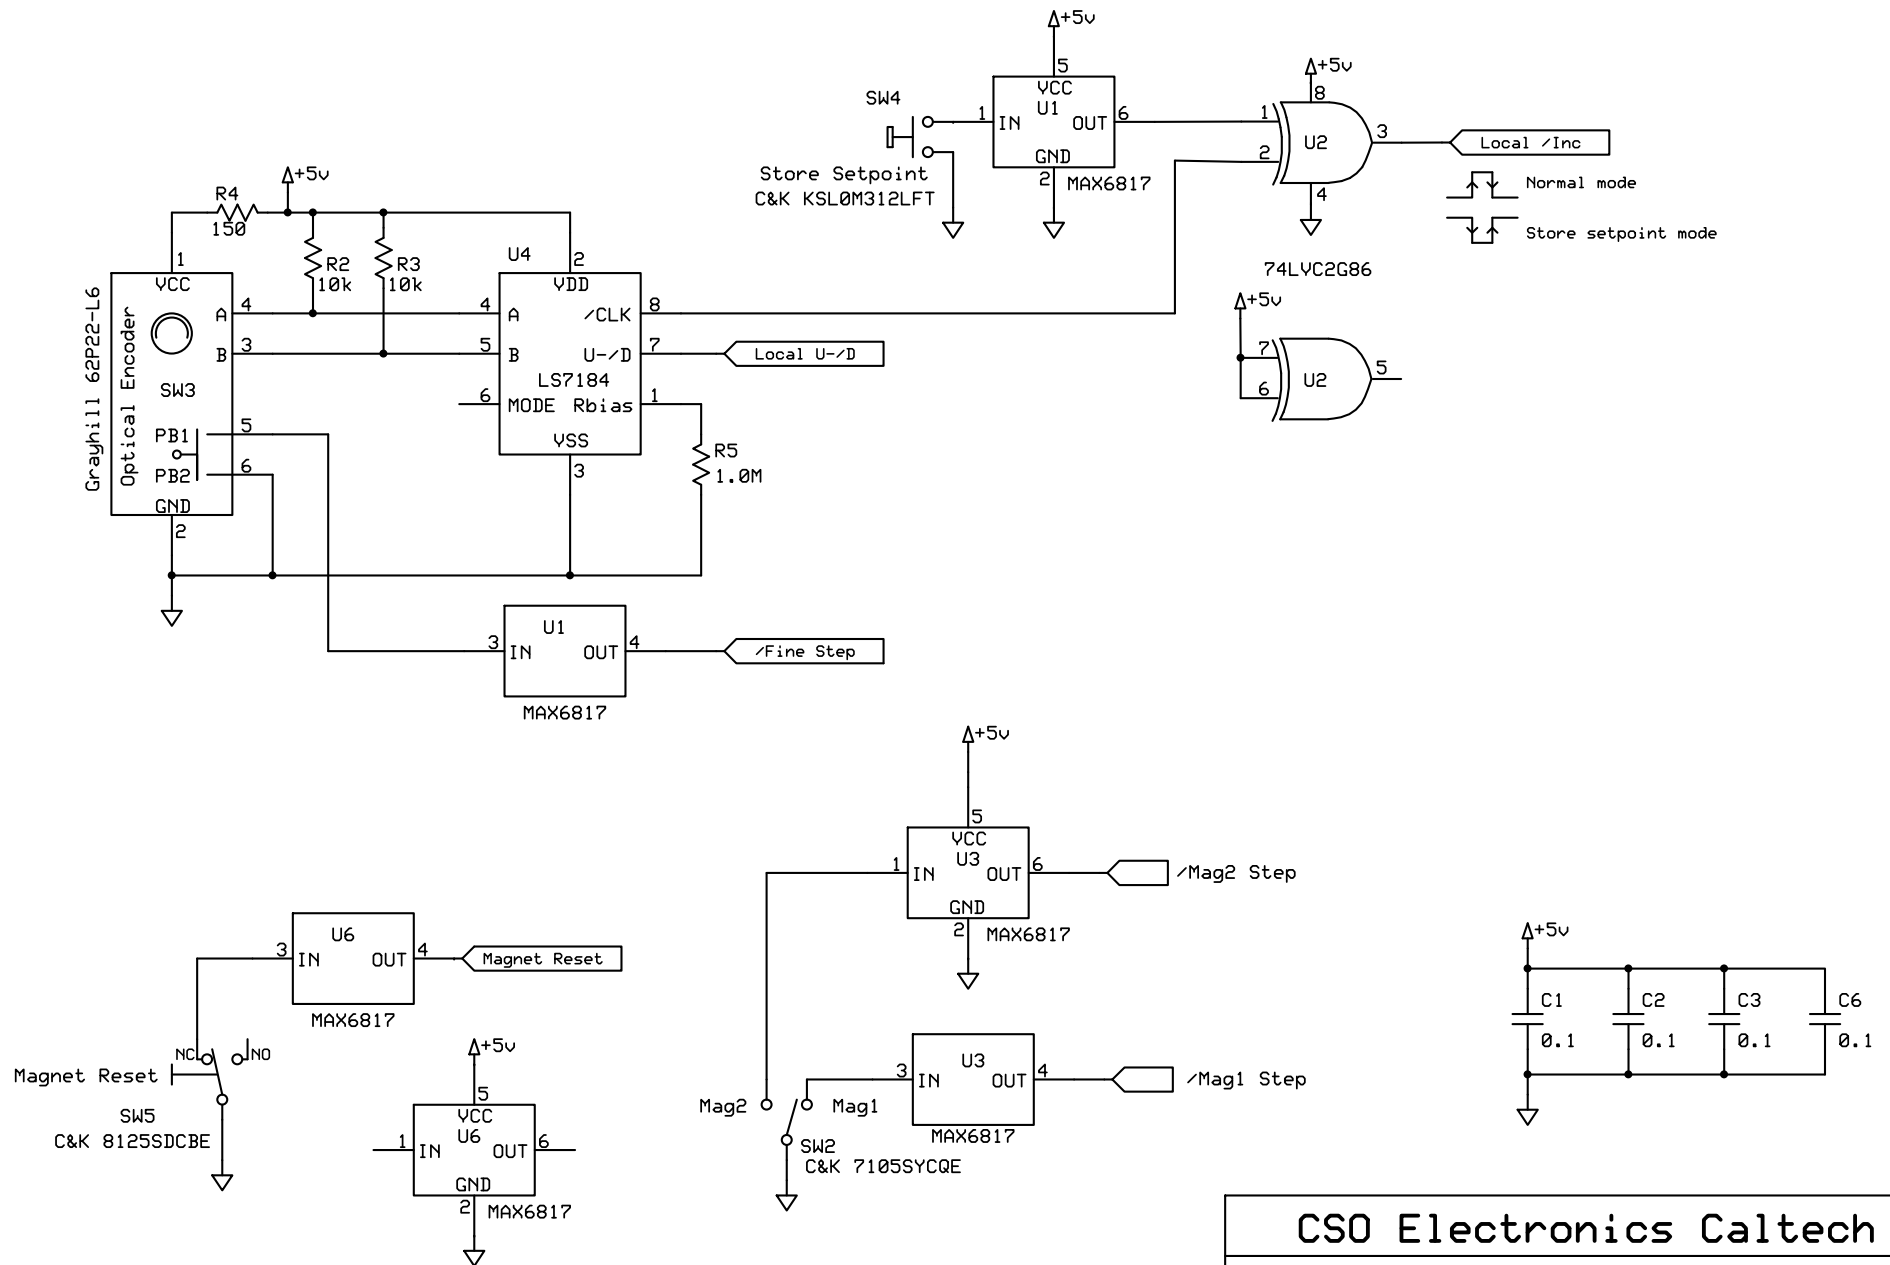 +5v
5
VCC
U1
1
IN
OUT
6
GND
2
MAX6817
SW4
Store Setpoint
C&K KSL0M312LFT
+5v
8
1
2
U2
3
4
Local /Inc
Normal mode
Store setpoint mode
74LVC2G86
+5v
7
6
U2
5
+5v
R4
150
R2
10k
R3
10k
Grayhill 62P22-L6
Optical Encoder
1
VCC
A
4
B
3
SW3
PB1
5
PB2
6
GND
2
U4
2
VDD
4
A
/CLK
8
5
B
U-/D
7
LS7184
6
MODE
Rbias
1
VSS
3
Local U-/D
R5
1.0M
U1
3
IN
OUT
4
MAX6817
/Fine Step
+5v
5
VCC
U3
1
IN
OUT
6
GND
2
MAX6817
/Mag2 Step
U6
3
IN
OUT
4
MAX6817
Magnet Reset
NC
NO
Magnet Reset
SW5
C&K 8125SDCBE
+5v
5
VCC
U6
1
IN
OUT
6
GND
2
MAX6817
U3
3
IN
OUT
4
MAX6817
/Mag1 Step
Mag2
Mag1
SW2
C&K 7105SYCQE
+5v
C1
0.1
C2
0.1
C3
0.1
C6
0.1
CSO Electronics Caltech